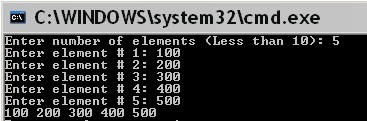 C:\WINDOWS\system32\cmd.exe
Enter number of elements (Less than 10): 5
Enter element # 1: 100
Enter element # 2: 200
Enter element # 3: 300
Enter element # 4: 400
Enter element # 5: 500
100 200 300 400 500